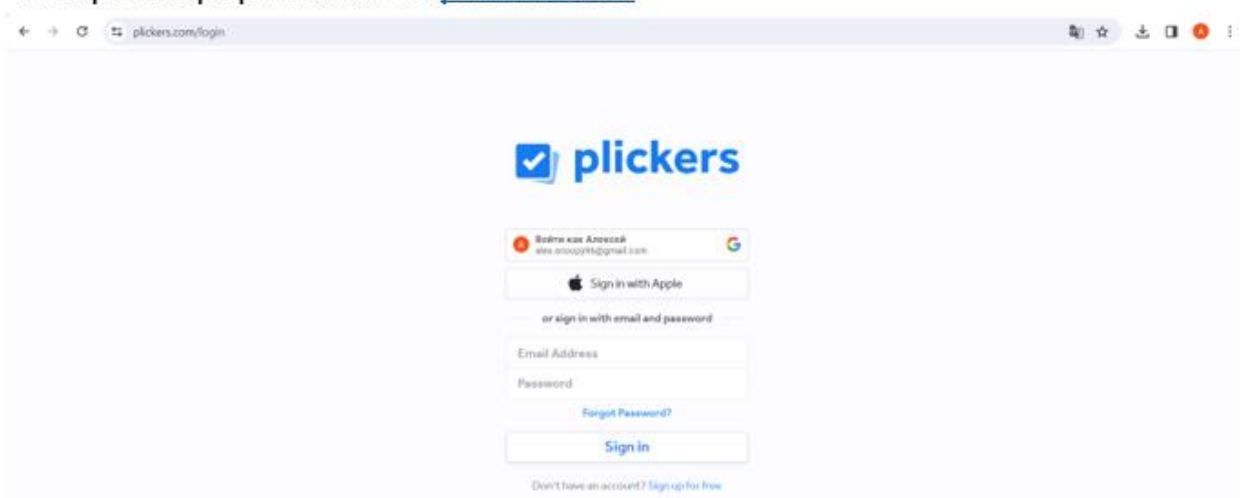 plickers.com/login
plickers
Войти как Алексей
Sign in with Apple
or sign in with email and password
Email Address
Password
Forgot Password?
Sign in
Don't have an account? Sign up for free